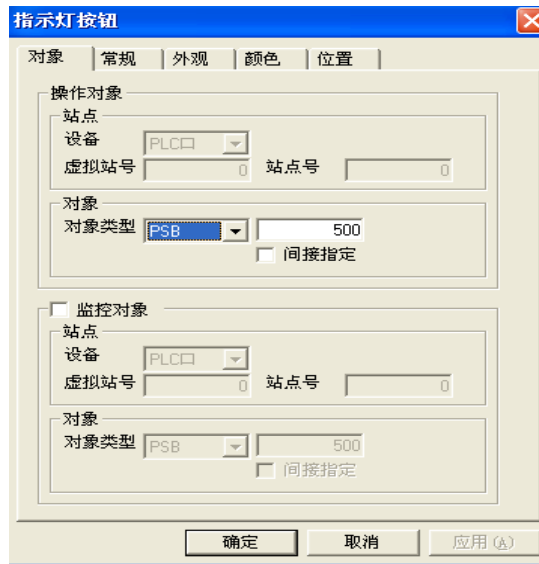 指示灯按钮
对象 常规 外观 颜色 位置
操作对象
站点
设备 PLC口
虚拟站号 0 站点号 0
对象
对象类型 PSB 500
间接指定
监控对象
站点
设备 PLC口
虚拟站号 0 站点号 0
对象
对象类型 PSB 500
间接指定
确定 取消 应用(A)